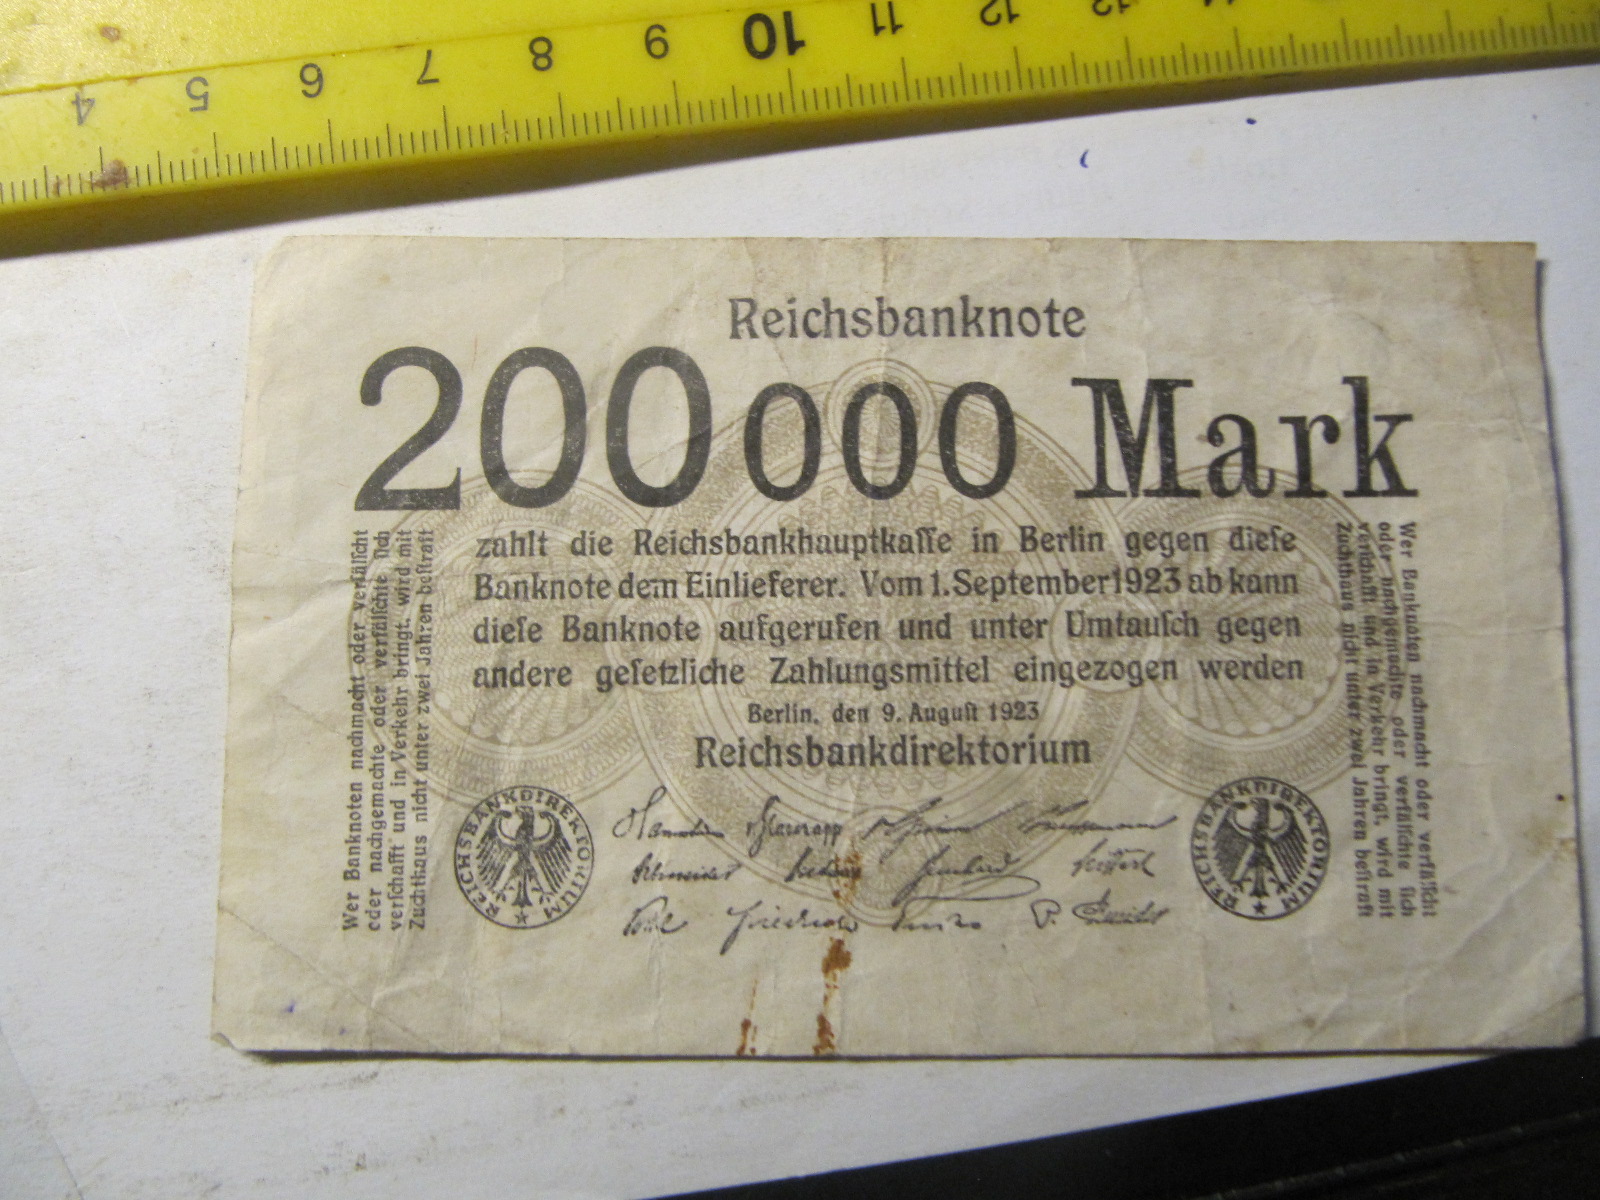 4 5 6 7 8 9 10 11 12 13 14
Reichsbanknote
200000 Mark
zahlt die Reichsbankhauptkaſſe in Berlin gegen dieſe
Banknote dem Einlieferer. Vom 1. September 1923 ab kann
dieſe Banknote aufgerufen und unter Umtauſch gegen
andere geſetzliche Zahlungsmittel eingezogen werden
Berlin, den 9. Auguſt 1923
Reichsbankdirektorium
Wer Banknoten nachmacht oder verfälſcht
oder nachgemachte oder verfälſchte ſich
verſchafft und in Verkehr bringt, wird mit
Zuchthaus nicht unter zwei Jahren beſtraft
Wer Banknoten nachmacht oder verfälſcht
oder nachgemachte oder verfälſchte ſich
verſchafft und in Verkehr bringt, wird mit
Zuchthaus nicht unter zwei Jahren beſtraft
REICHSBANKDIREKTORIUM
v. Glasenapp
Schneider
REICHSBANKDIREKTORIUM